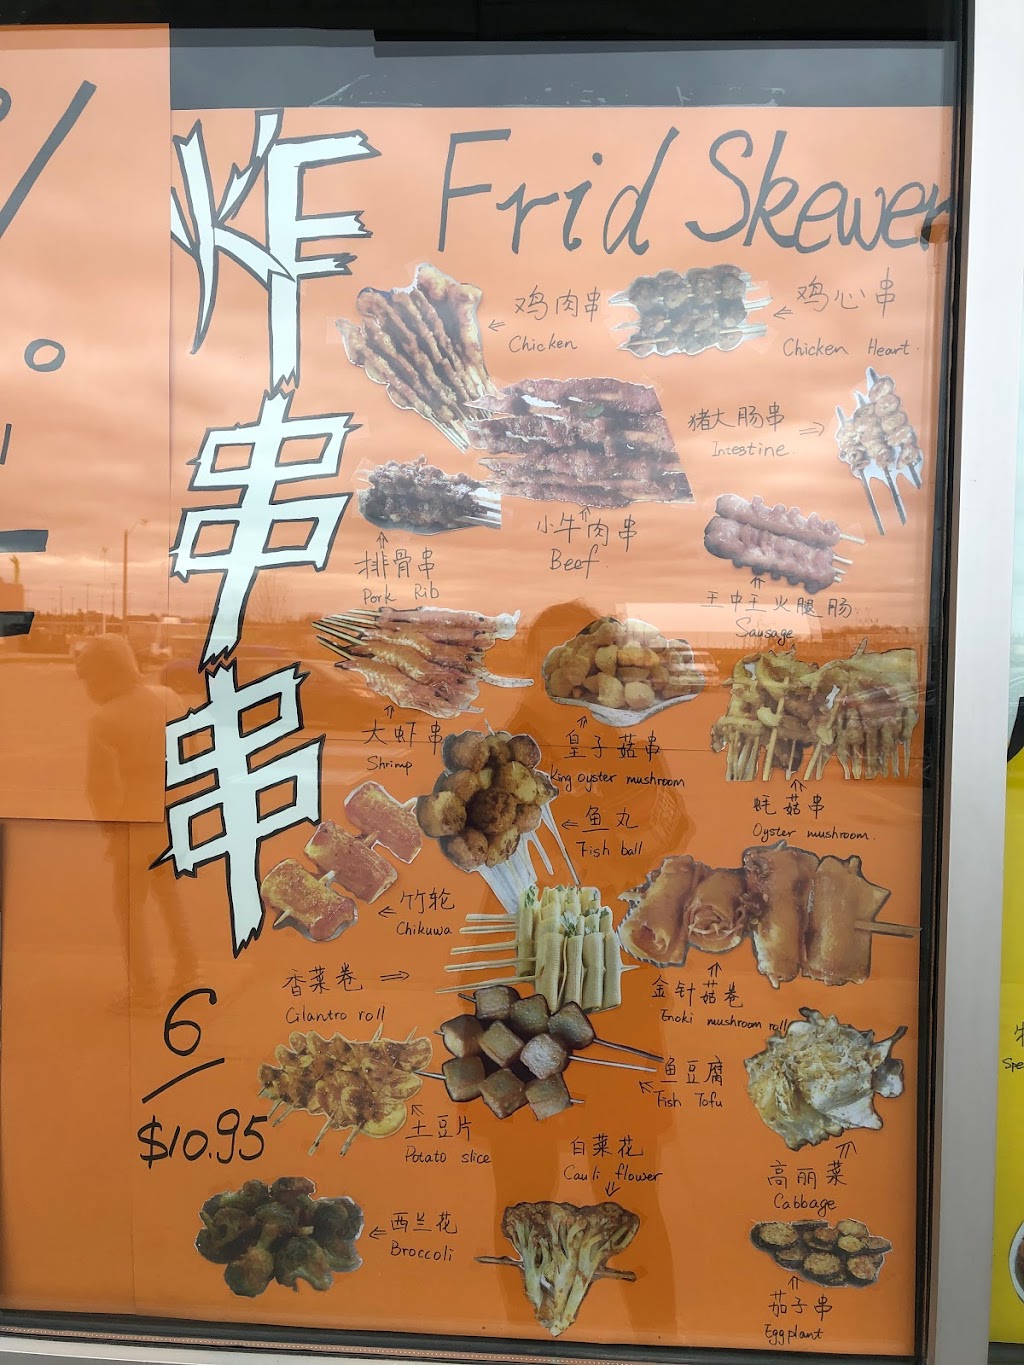 炸串串
Frid Skewer
鸡肉串
Chicken
鸡心串
Chicken Heart
猪大肠串
Intestine
小牛肉串
Beef
排骨串
Pork Rib
王中王火腿肠
Sausage
大虾串
Shrimp
皇子菇串
King oyster mushroom
蚝菇串
Oyster mushroom
鱼丸
Fish ball
竹轮
Chikuwa
香菜卷
Cilantro roll
金针菇卷
Enoki mushroom roll
6/$10.95
鱼豆腐
Fish Tofu
土豆片
Potato slice
白菜花
Cauli flower
高丽菜
Cabbage
西兰花
Broccoli
茄子串
Eggplant